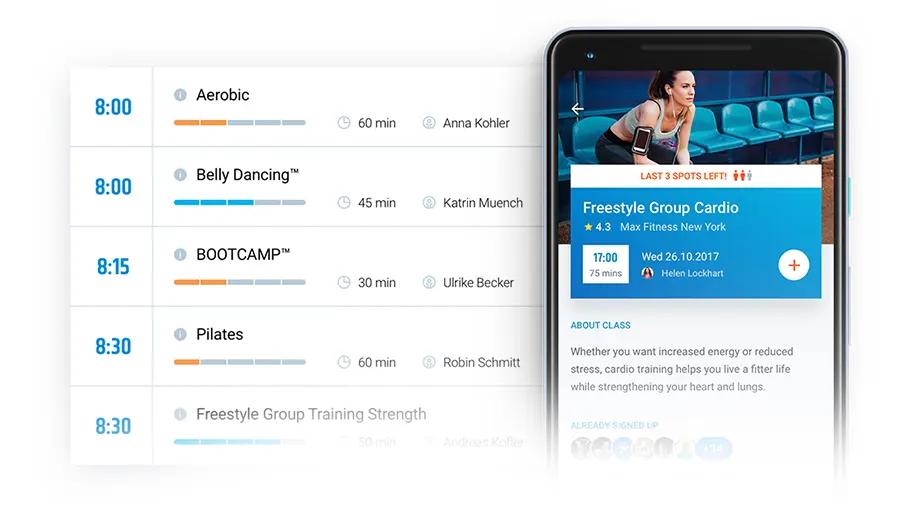 8:00
Aerobic
60 min
Anna Kohler
8:00
Belly Dancing™
45 min
Katrin Muench
8:15
BOOTCAMP™
30 min
Ulrike Becker
8:30
Pilates
60 min
Robin Schmitt
8:30
Freestyle Group Training Strength
50 min
Andreas Kofler
LAST 3 SPOTS LEFT!
Freestyle Group Cardio
4.3 Max Fitness New York
17:00
75 mins
Wed 26.10.2017
Helen Lockhart
ABOUT CLASS
Whether you want increased energy or reduced
stress, cardio training helps you live a fitter life
while strengthening your heart and lungs.
ALREADY SIGNED UP
+34